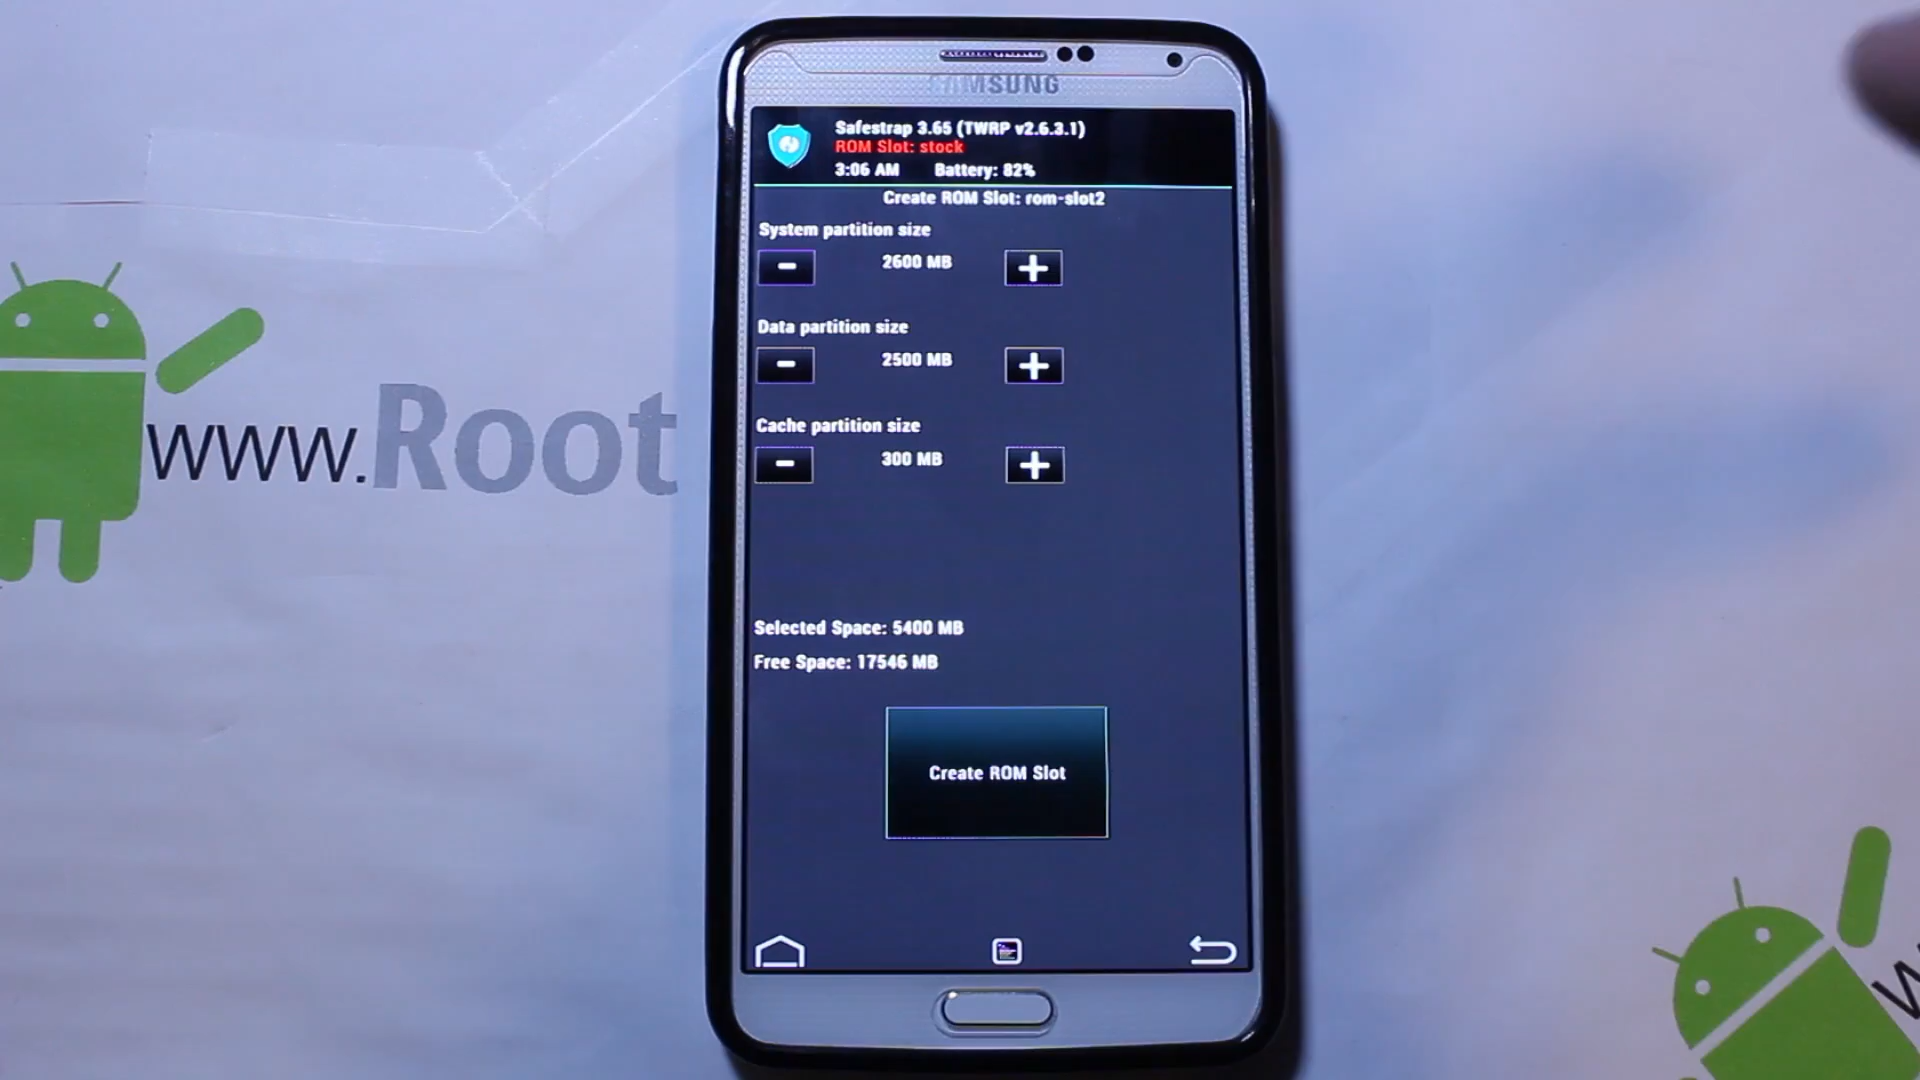 SAMSUNG
Safestrap 3.65 (TWRP v2.6.3.1)
ROM Slot: stock
3:06 AM Battery: 82%
Create ROM Slot: rom-slot2
System partition size
- 2600 MB +
Data partition size
- 2500 MB +
Cache partition size
- 300 MB +
Selected Space: 5400 MB
Free Space: 17546 MB
Create ROM Slot
www.Root
w